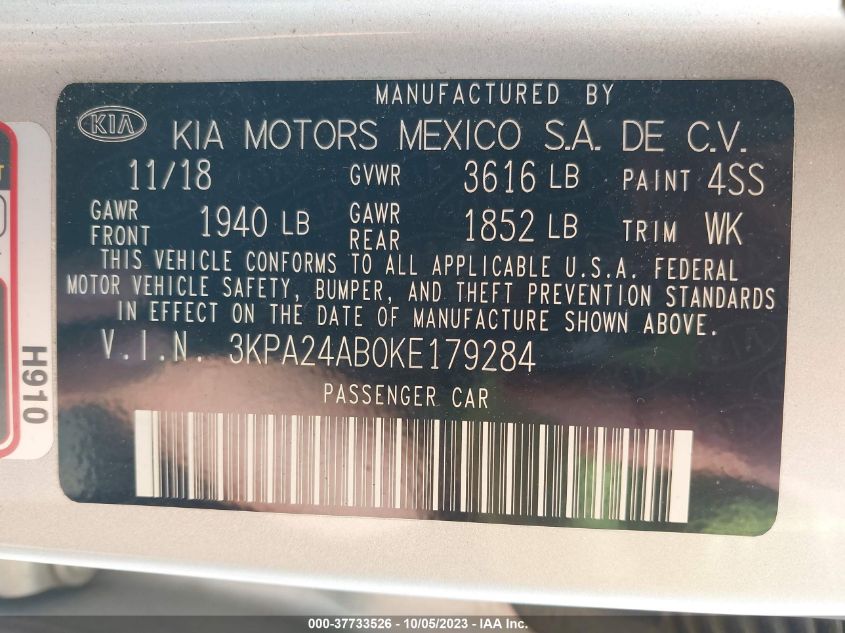 MANUFACTURED BY
KIA KIA MOTORS MEXICO S.A. DE C.V.
11/18 GVWR 3616 LB PAINT 4SS
GAWR FRONT 1940 LB GAWR REAR 1852 LB TRIM WK
THIS VEHICLE CONFORMS TO ALL APPLICABLE U.S.A. FEDERAL
MOTOR VEHICLE SAFETY, BUMPER, AND THEFT PREVENTION STANDARDS
IN EFFECT ON THE DATE OF MANUFACTURE SHOWN ABOVE.
V.I.N. 3KPA24AB0KE179284
PASSENGER CAR
H910
000-37733526 - 10/05/2023 - IAA Inc.